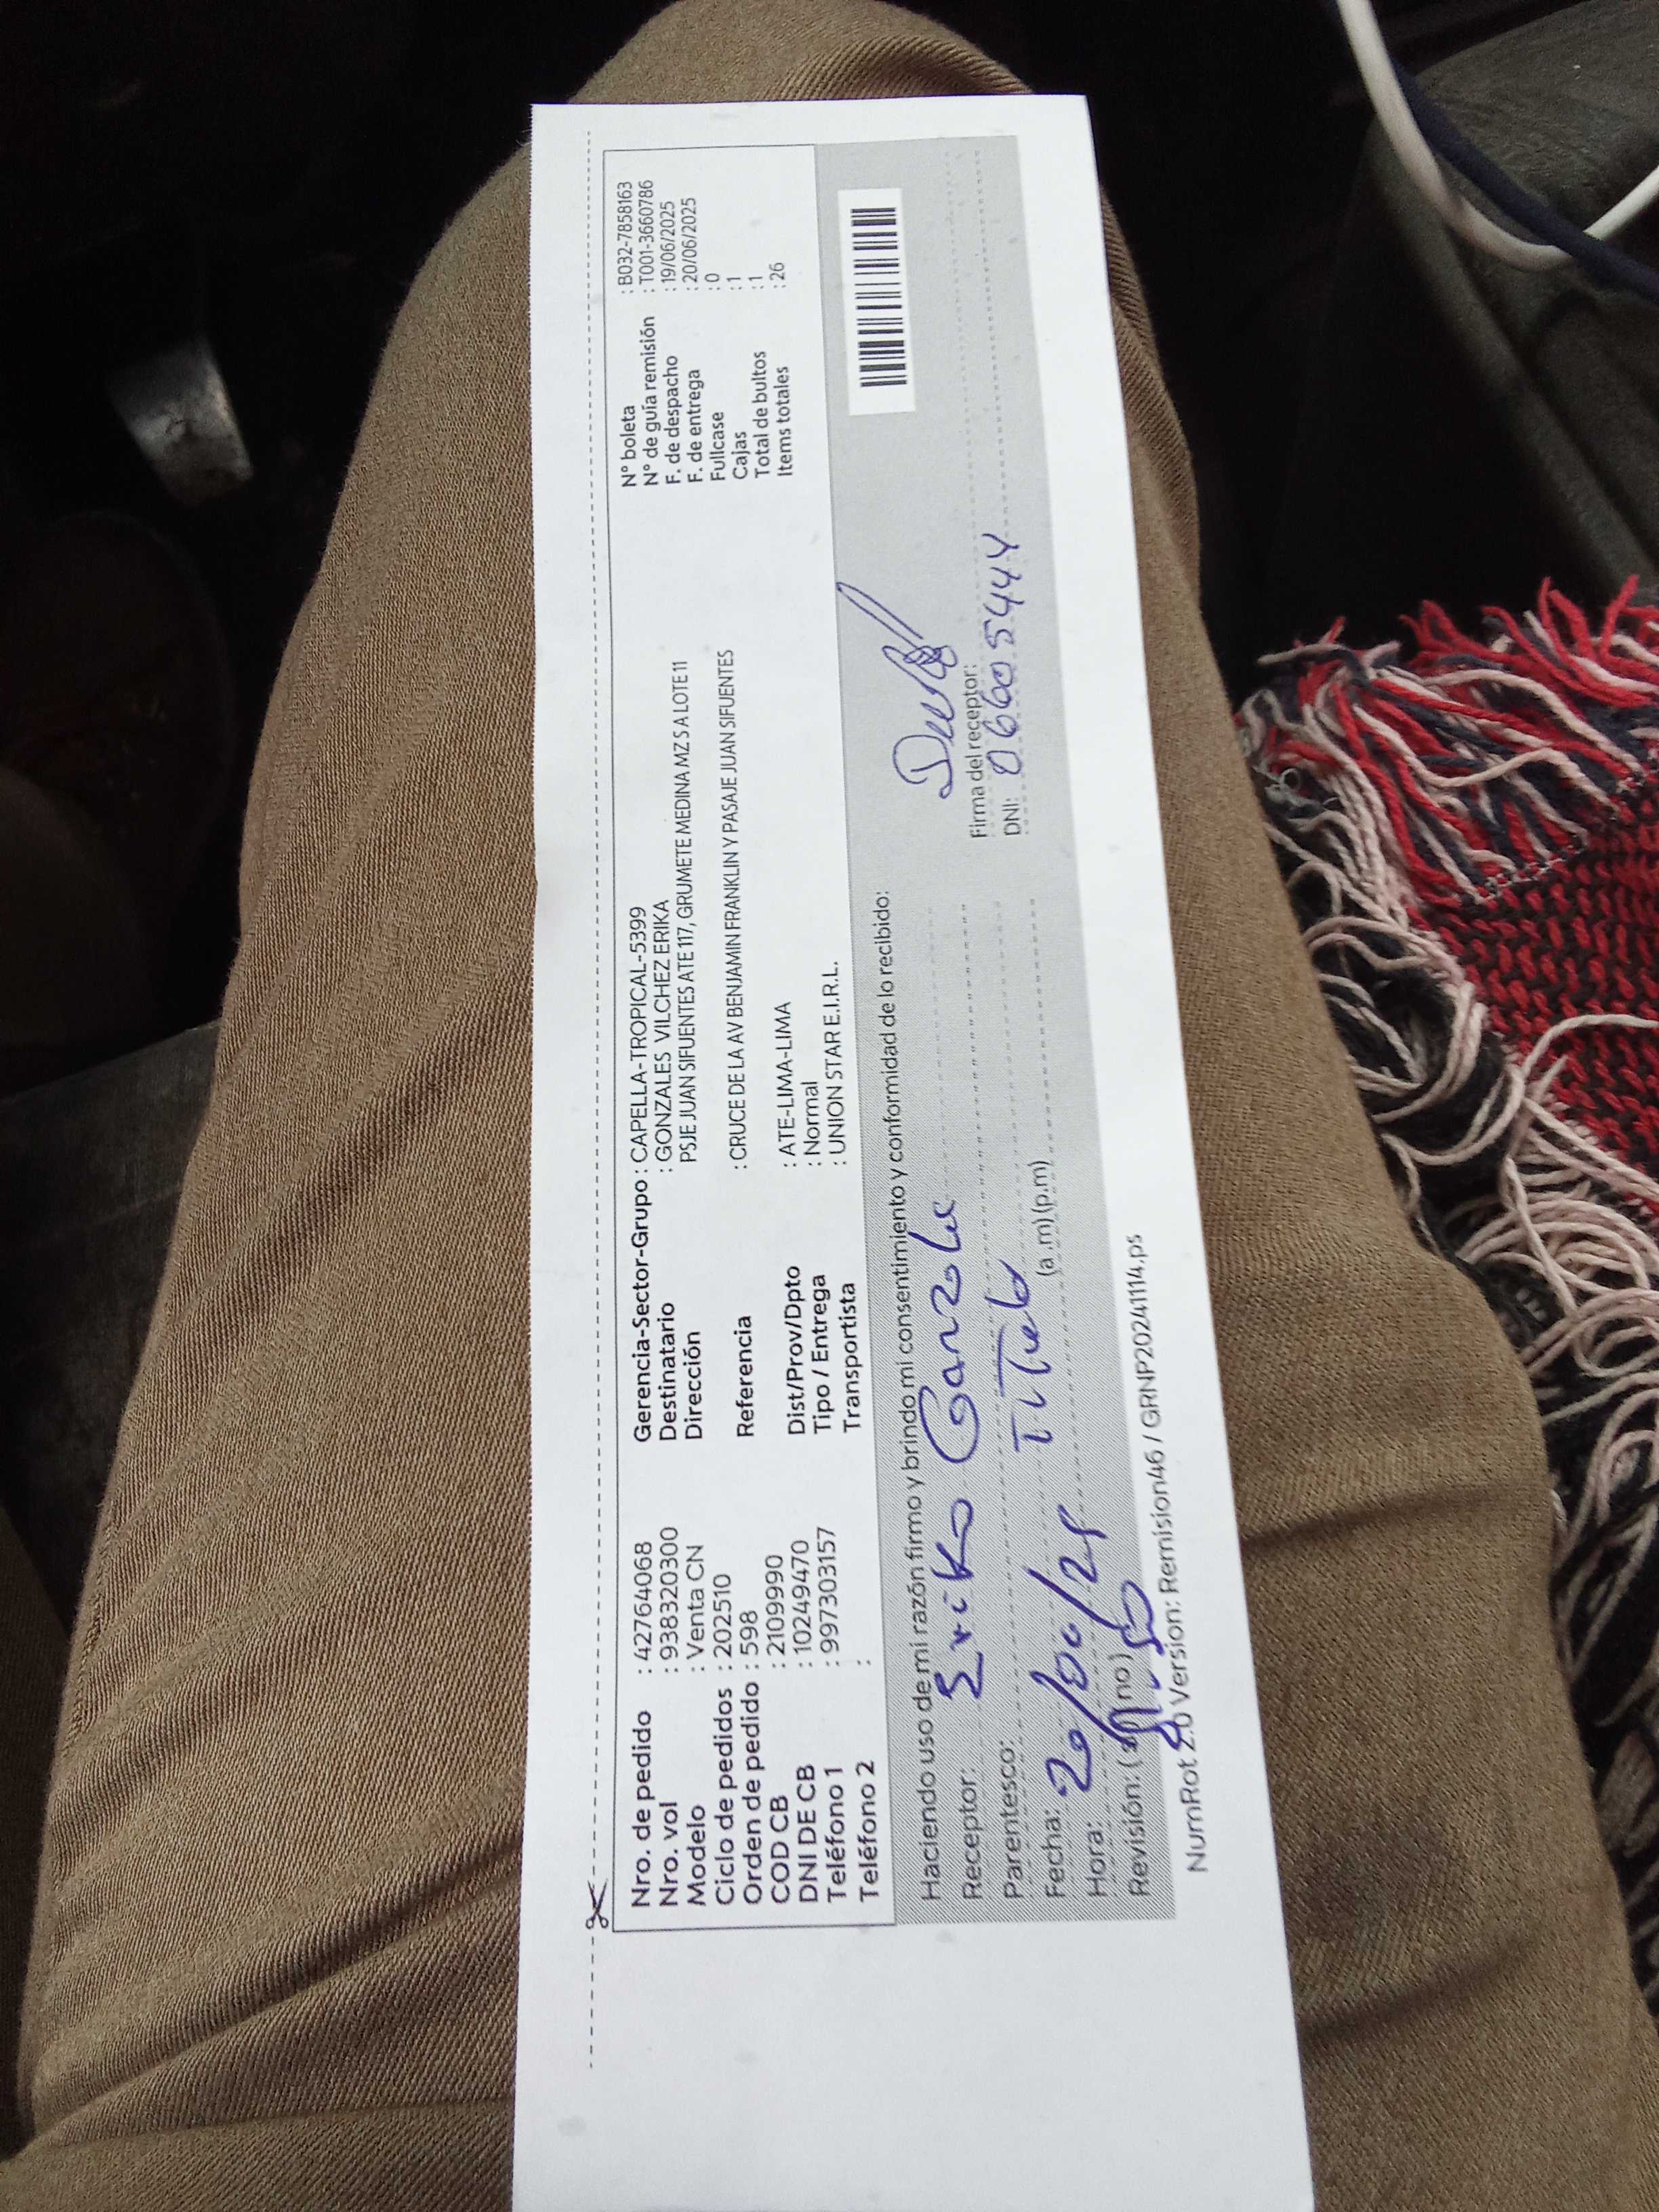 Nro. de pedido : 427764068
Nro. vol : 9383203​00
Modelo : Venta CN
Ciclo de pedidos : 202510
Orden de pedido : 598
COD CB : 2109990
DNI DE CB : 10249470
Teléfono 1 : 997303157
Teléfono 2 :
Gerencia-Sector-Grupo : CAPELLA-TROPICAL-5399
Destinatario : GONZALES VILCHEZ ERIKA
Dirección PSJE JUAN SIFUENTES ATE 117, GRUMETE MEDINA MZ S A LOTE 11
Referencia : CRUCE DE LA AV BENJAMIN FRANKLIN Y PASAJE JUAN SIFUENTES
Dist/Prov/Dpto : ATE-LIMA-LIMA
Tipo / Entrega : Normal
Transportista : UNION STAR E.I.R.L.
N° boleta : B032-7858163
N° de guía remisión : T001-3660786
F. de despacho : 19/06/2025
F. de entrega : 20/06/2025
Fullcase : 0
Cajas : 1
Total de bultos : 1
Items totales : 26
Haciendo uso de mi razón firmo y brindo mi consentimiento y conformidad de lo recibido:
Receptor: Erika Gonzales
Parentesco: Titula
Fecha: 20/06/25
Hora: (a.m) (p.m)
Revisión: (si) (no)
Firma del receptor:
DNI: 06605444
NumRot 2.0 Version: Remision46 / GRNP20241114.ps